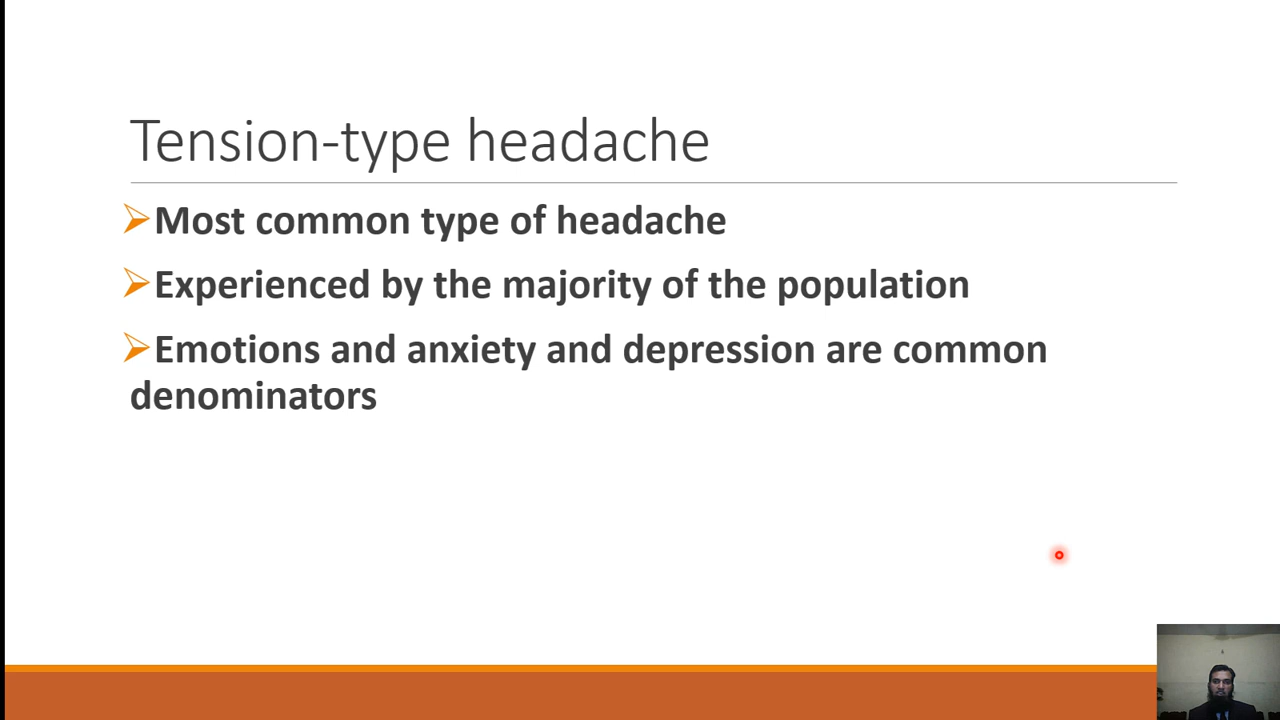 Tension-type headache
Most common type of headache
Experienced by the majority of the population
Emotions and anxiety and depression are common
denominators